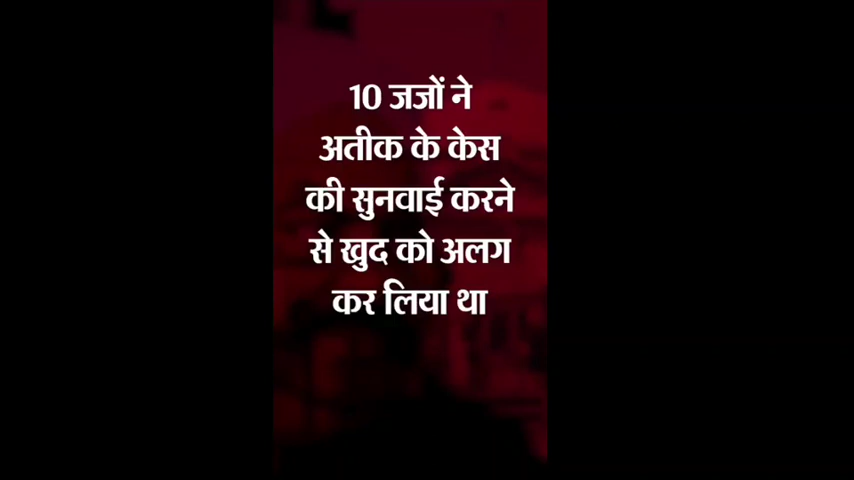 10 जजों ने
अतीक के केस
की सुनवाई करने
से खुद को अलग
कर लिया था